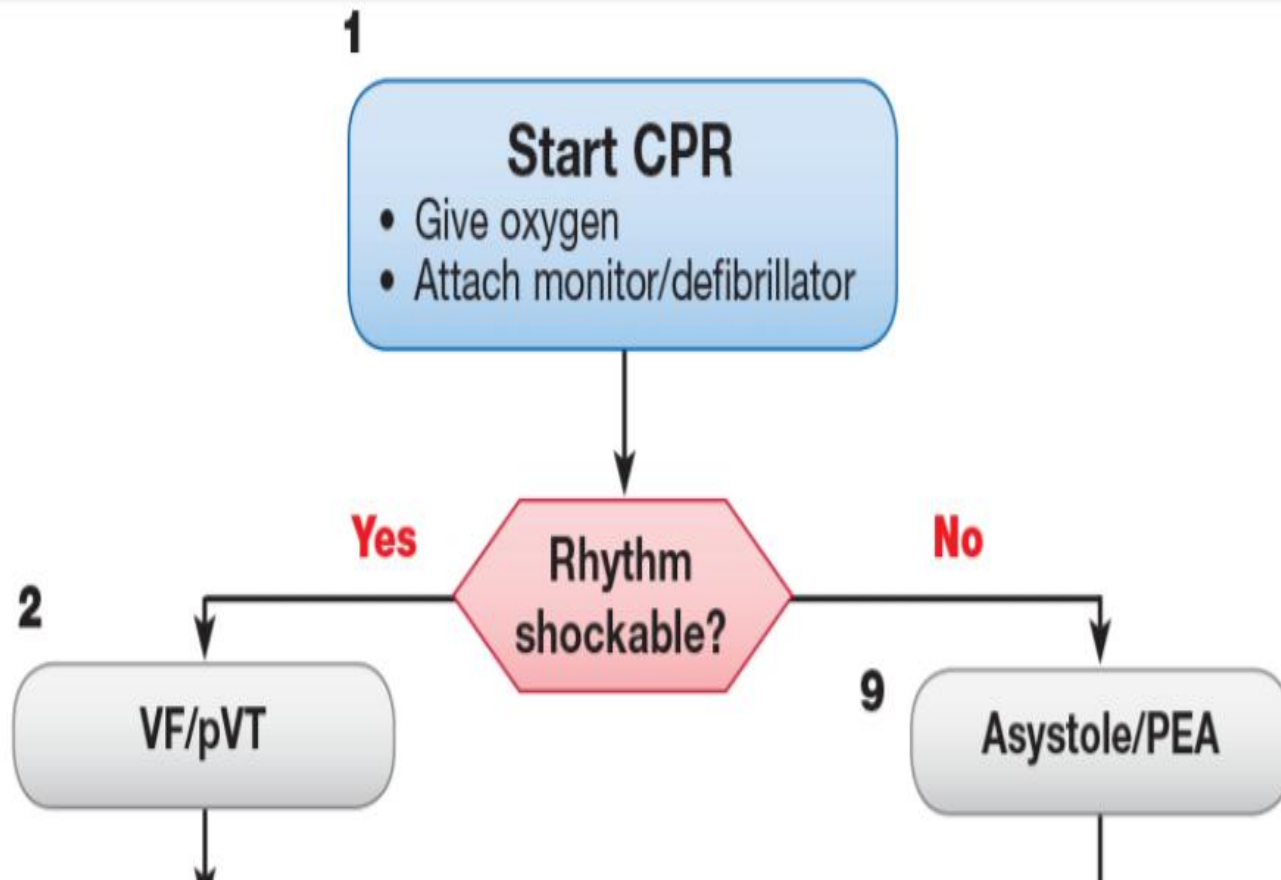 1
Start CPR
• Give oxygen
• Attach monitor/defibrillator
Yes
Rhythm
shockable?
No
2
VF/pVT
9
Asystole/PEA